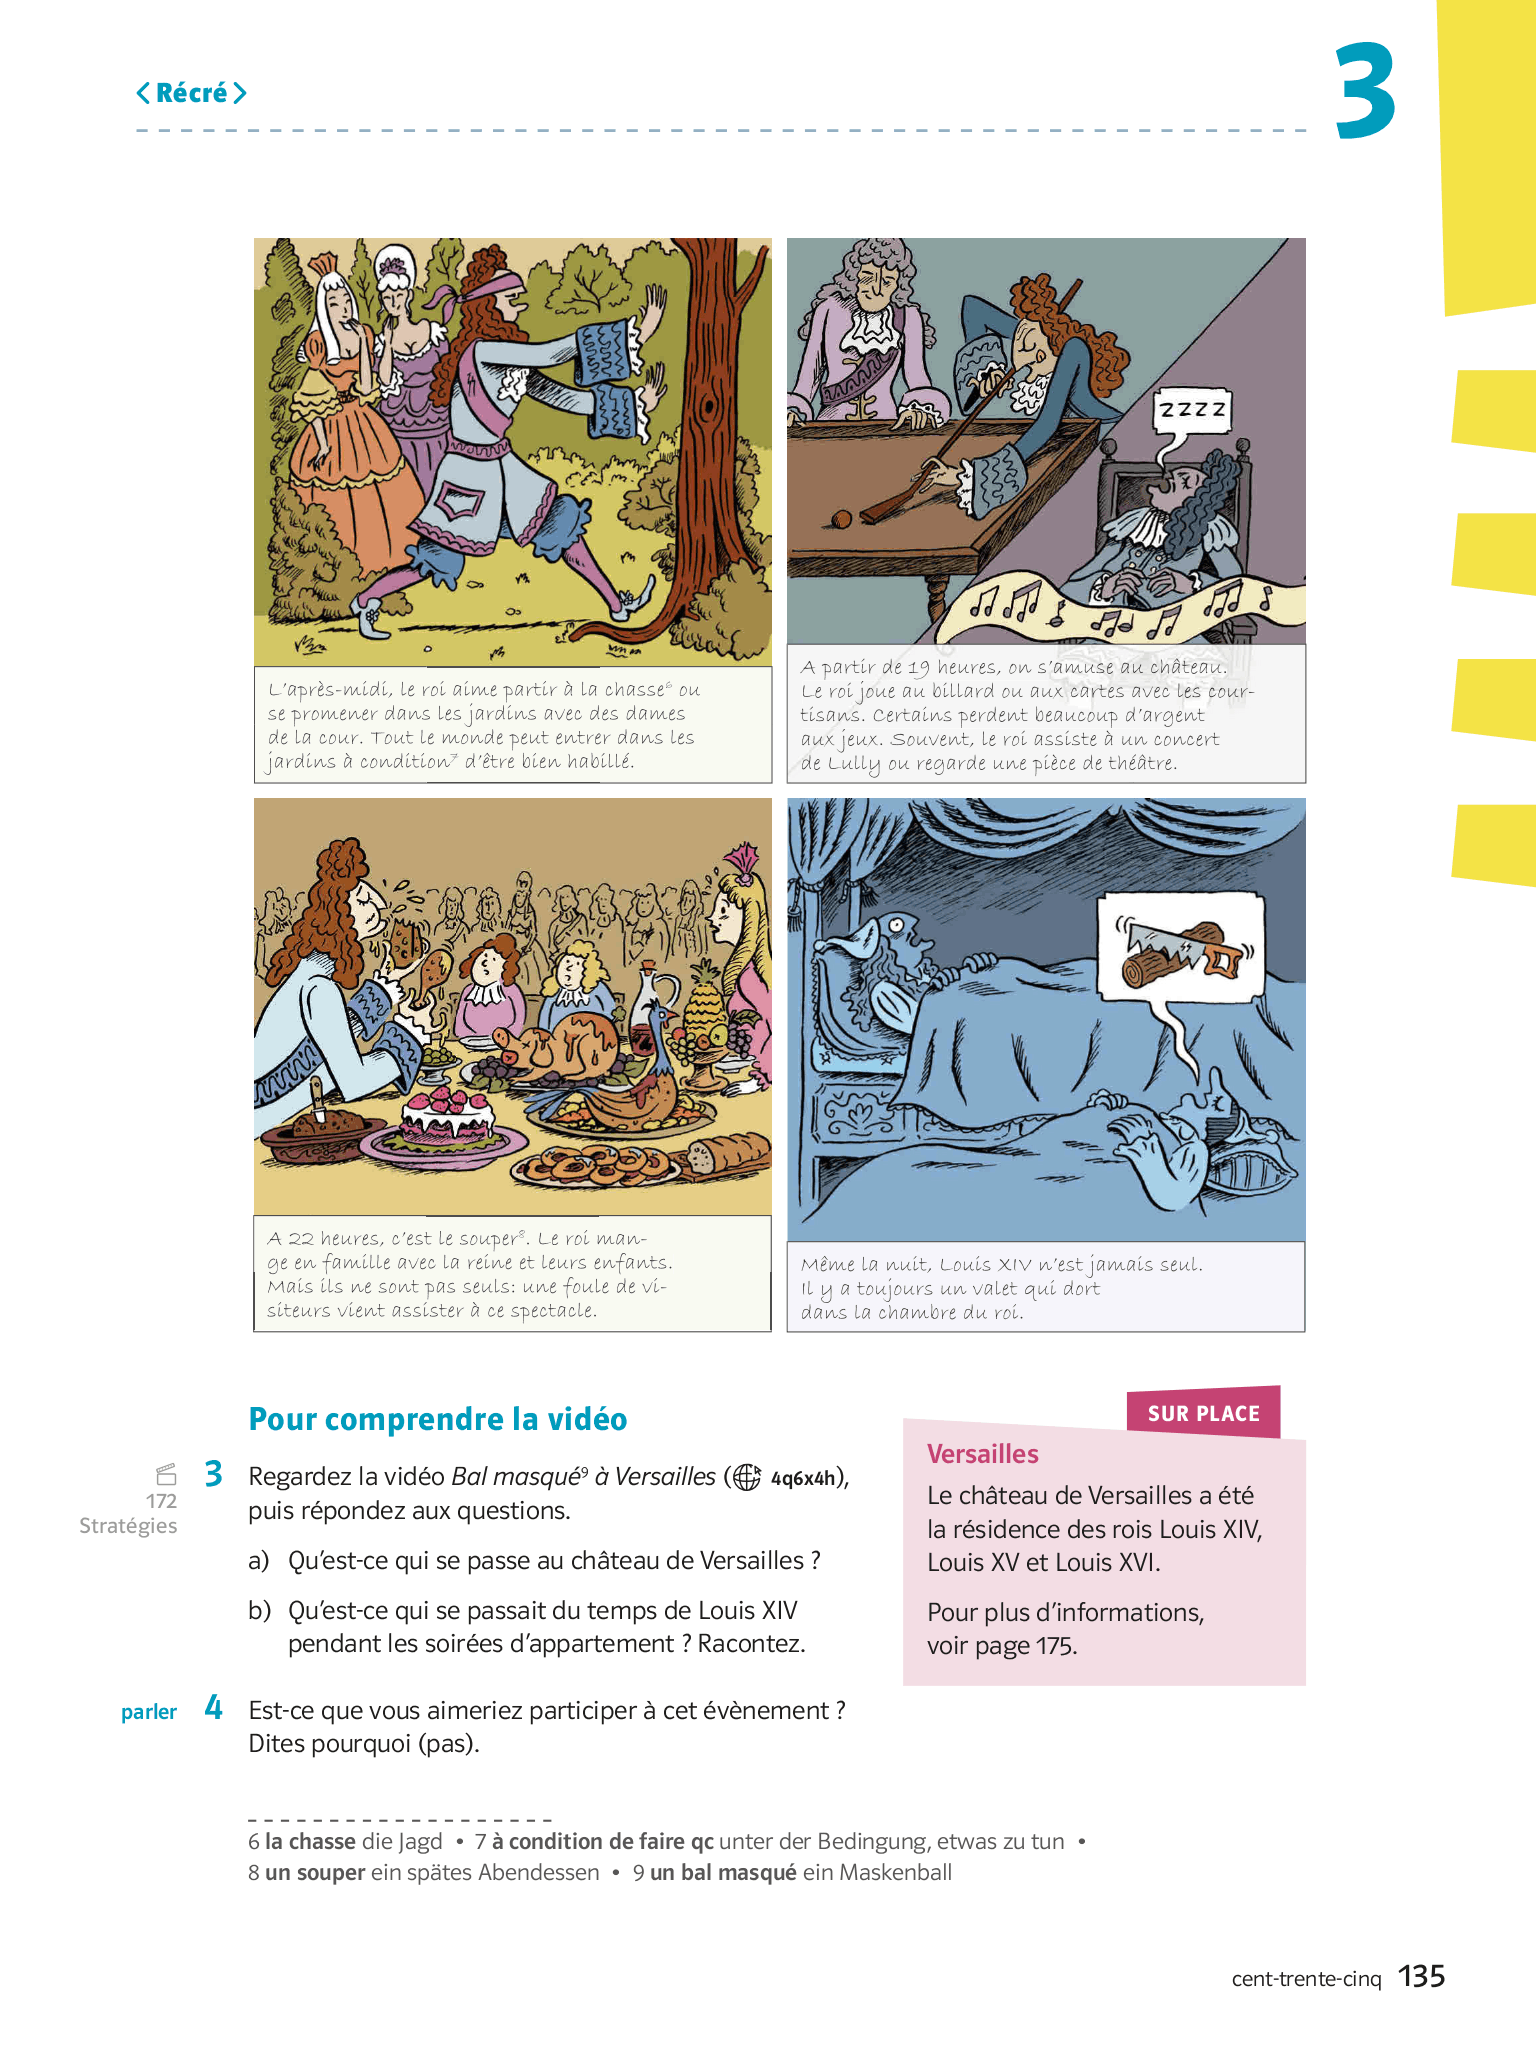 ‹ Récré ›
3
ZZZZ
L'après-midi, le roi aime partir à la chasse⁶ ou
se promener dans les jardins avec des dames
de la cour. Tout le monde peut entrer dans les
jardins à condition⁷ d'être bien habillé.
A partir de 19 heures, on s'amuse au château.
Le roi joue au billard ou aux cartes avec les cour-
tisans. Certains perdent beaucoup d'argent
aux jeux. Souvent, le roi assiste à un concert
de Lully ou regarde une pièce de théâtre.
A 22 heures, c'est le souper⁸. Le roi man-
ge en famille avec la reine et leurs enfants.
Mais ils ne sont pas seuls: une foule de vi-
siteurs vient assister à ce spectacle.
Même la nuit, Louis XIV n'est jamais seul.
Il y a toujours un valet qui dort
dans la chambre du roi.
Pour comprendre la vidéo
172
Stratégies
3 Regardez la vidéo Bal masqué⁹ à Versailles ( 4q6x4h),
puis répondez aux questions.
a) Qu'est-ce qui se passe au château de Versailles ?
b) Qu'est-ce qui se passait du temps de Louis XIV
pendant les soirées d'appartement ? Racontez.
parler 4 Est-ce que vous aimeriez participer à cet évènement ?
Dites pourquoi (pas).
SUR PLACE
Versailles
Le château de Versailles a été
la résidence des rois Louis XIV,
Louis XV et Louis XVI.
Pour plus d'informations,
voir page 175.
6 la chasse die Jagd • 7 à condition de faire qc unter der Bedingung, etwas zu tun •
8 un souper ein spätes Abendessen • 9 un bal masqué ein Maskenball
cent-trente-cinq 135